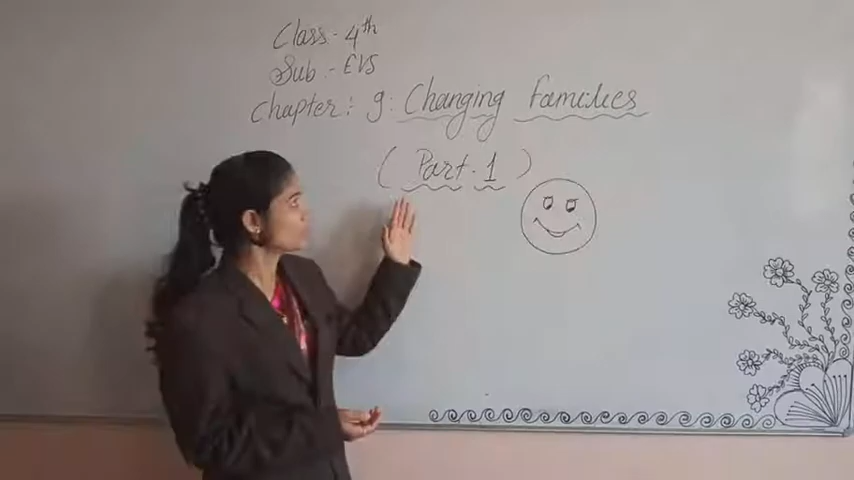 Class - 4th
Sub :- EVS
Chapter : 9 : Changing Families
( Part - 1 )